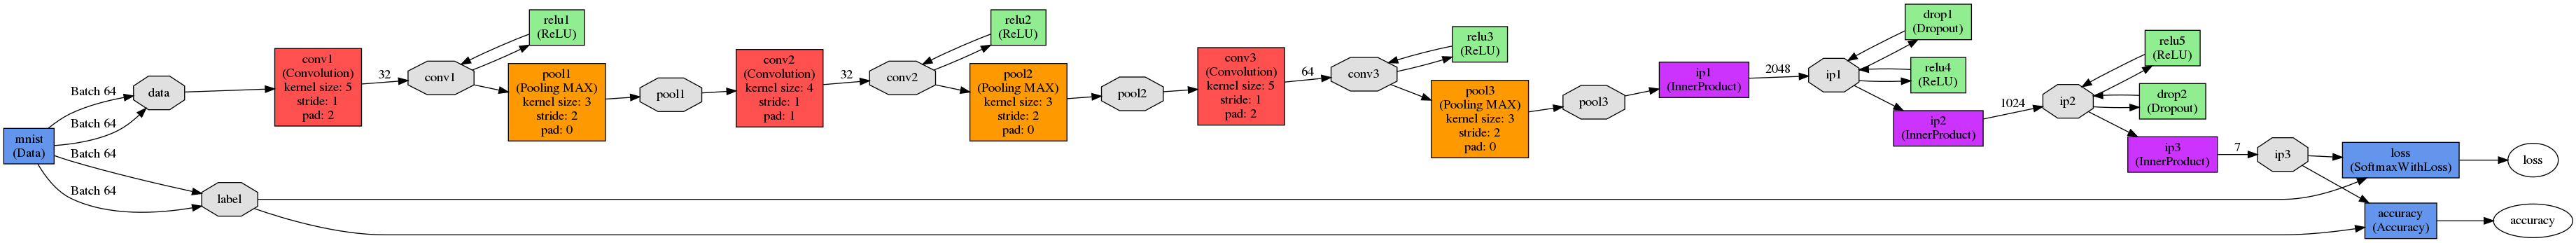 mnist
(Data)
Batch 64
Batch 64
Batch 64
Batch 64
data
label
conv1
(Convolution)
kernel size: 5
stride: 1
pad: 2
32
conv1
relu1
(ReLU)
pool1
(Pooling MAX)
kernel size: 3
stride: 2
pad: 0
pool1
conv2
(Convolution)
kernel size: 4
stride: 1
pad: 1
32
conv2
relu2
(ReLU)
pool2
(Pooling MAX)
kernel size: 3
stride: 2
pad: 0
pool2
conv3
(Convolution)
kernel size: 5
stride: 1
pad: 2
64
conv3
relu3
(ReLU)
pool3
(Pooling MAX)
kernel size: 3
stride: 2
pad: 0
pool3
ip1
(InnerProduct)
2048
ip1
drop1
(Dropout)
relu4
(ReLU)
ip2
(InnerProduct)
1024
ip2
relu5
(ReLU)
drop2
(Dropout)
ip3
(InnerProduct)
7
ip3
loss
(SoftmaxWithLoss)
loss
accuracy
(Accuracy)
accuracy